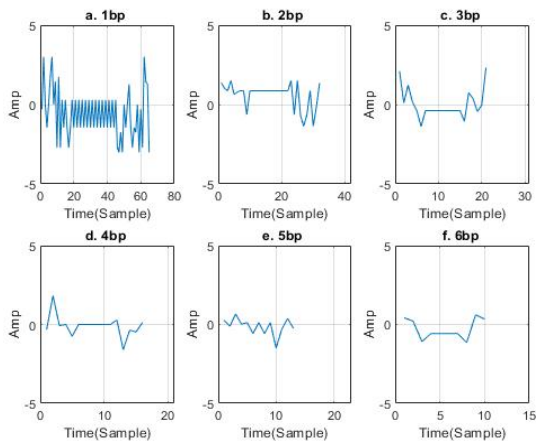 a. 1bp
5
0
-5
Amp
0 20 40 60 80
Time(Sample)
b. 2bp
5
0
-5
Amp
0 20 40
Time(Sample)
c. 3bp
5
0
-5
Amp
0 10 20 30
Time(Sample)
d. 4bp
5
0
-5
Amp
0 10 20
Time(Sample)
e. 5bp
5
0
-5
Amp
0 10 20
Time(Sample)
f. 6bp
5
0
-5
Amp
0 5 10 15
Time(Sample)